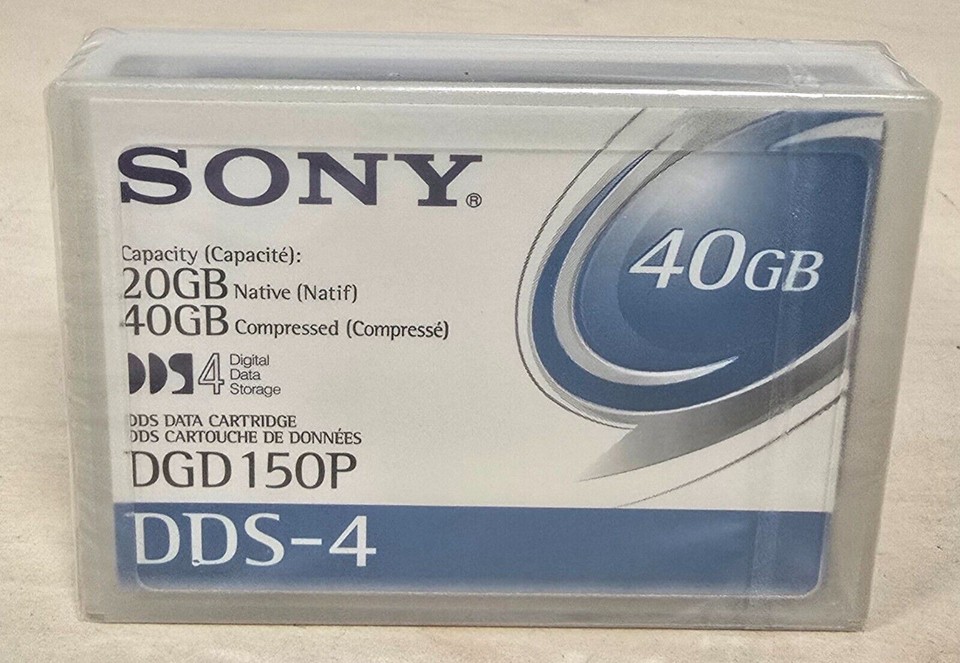 SONY®
40GB
Capacity (Capacité):
20GB Native (Natif)
40GB Compressed (Compressé)
DDS4 Digital
Data
Storage
DDS DATA CARTRIDGE
DDS CARTOUCHE DE DONNÉES
DGD150P
DDS-4